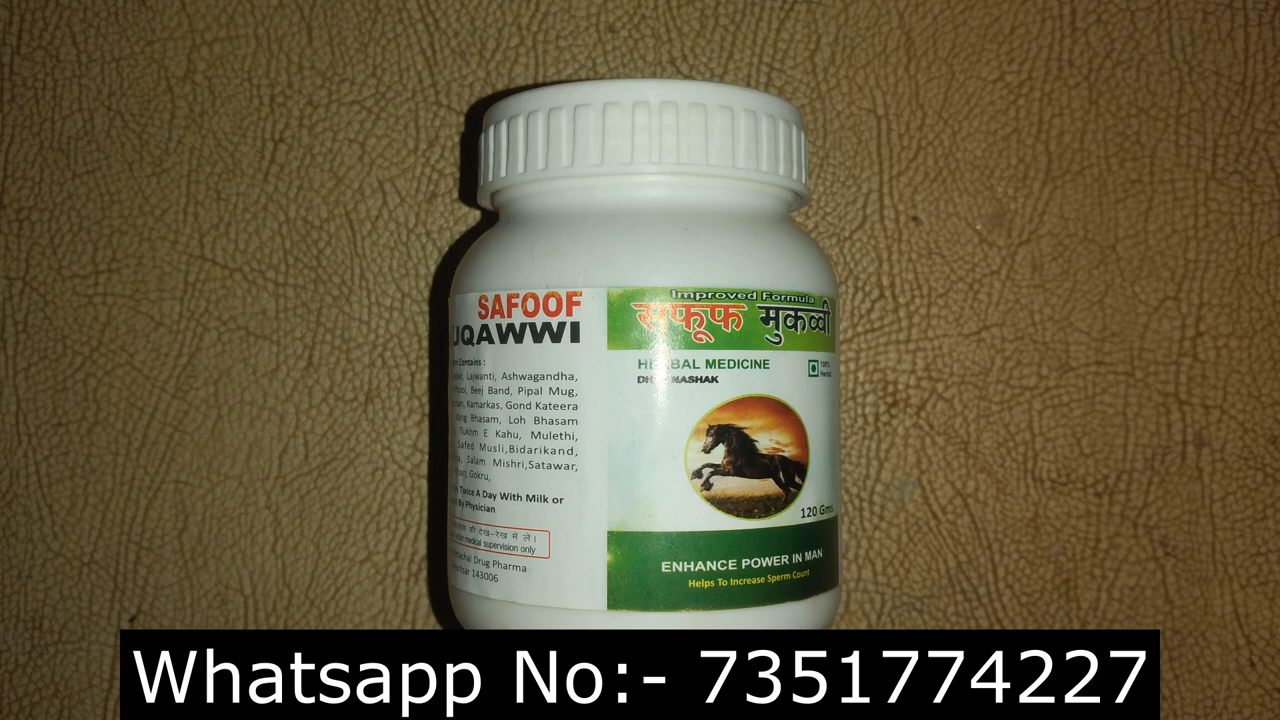 SAFOOF
UQAWWI
Contains :
Lajwanti, Ashwagandha,
Beej Band, Pipal Mug,
Kamarkas, Gond Kateera
Bhasam, Loh Bhasam
Tukhm E Kahu, Mulethi,
Safed Musli,Bidarikand,
Salam Mishri,Satawar,
Gokru,
Twice A Day With Milk or
By Physician
की देख-रेख में लें।
medical supervision only
Drug Pharma
143006
Improved Formula
सफूफ मुकव्वी
HERBAL MEDICINE
100%
Herbal
120 Gms
ENHANCE POWER IN MAN
Helps To Increase Sperm Count
Whatsapp No:- 7351774227